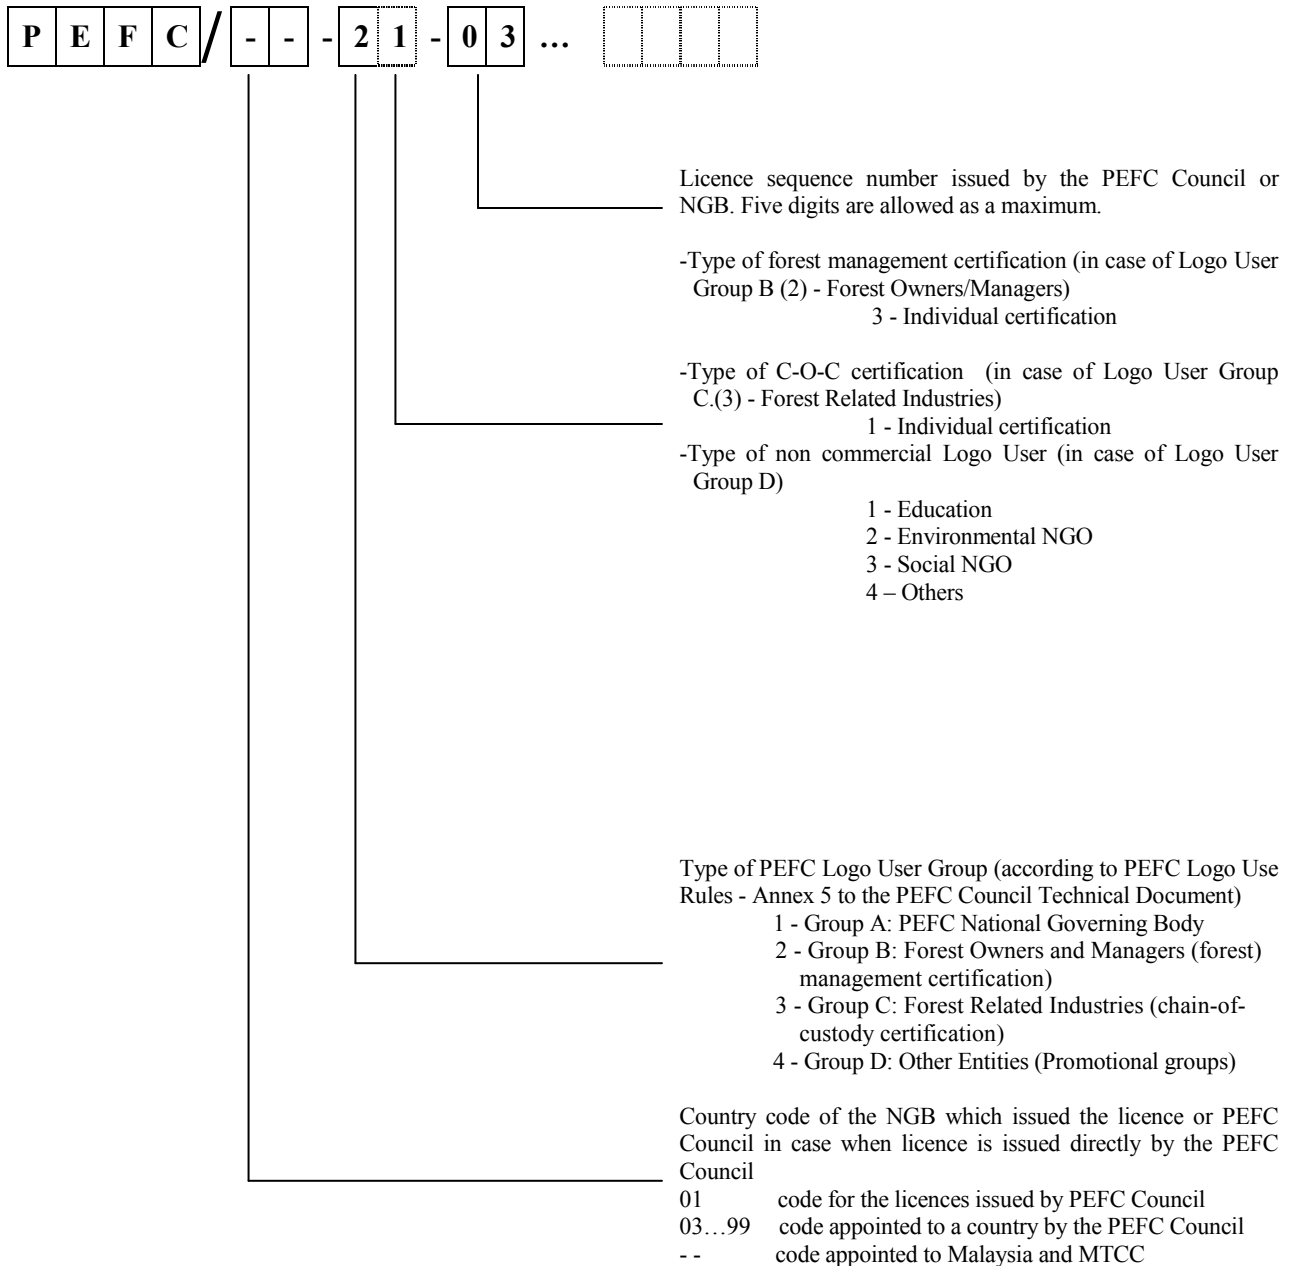 PEFC/-- - 21 - 03 ...
Licence sequence number issued by the PEFC Council or
NGB. Five digits are allowed as a maximum.
-Type of forest management certification (in case of Logo User
Group B (2) - Forest Owners/Managers)
3 - Individual certification
-Type of C-O-C certification (in case of Logo User Group
C.(3) - Forest Related Industries)
1 - Individual certification
-Type of non commercial Logo User (in case of Logo User
Group D)
1 - Education
2 - Environmental NGO
3 - Social NGO
4 – Others
Type of PEFC Logo User Group (according to PEFC Logo Use
Rules - Annex 5 to the PEFC Council Technical Document)
1 - Group A: PEFC National Governing Body
2 - Group B: Forest Owners and Managers (forest)
management certification)
3 - Group C: Forest Related Industries (chain-of-
custody certification)
4 - Group D: Other Entities (Promotional groups)
Country code of the NGB which issued the licence or PEFC
Council in case when licence is issued directly by the PEFC
Council
01 code for the licences issued by PEFC Council
03…99 code appointed to a country by the PEFC Council
- - code appointed to Malaysia and MTCC